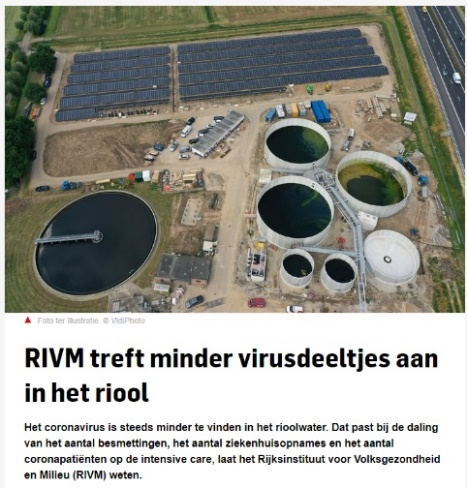 Foto ter illustratie. © VidiPhoto
RIVM treft minder virusdeeltjes aan
in het riool
Het coronavirus is steeds minder te vinden in het rioolwater. Dat past bij de daling
van het aantal besmettingen, het aantal ziekenhuisopnames en het aantal
coronapatiënten op de intensive care, laat het Rijksinstituut voor Volksgezondheid
en Milieu (RIVM) weten.